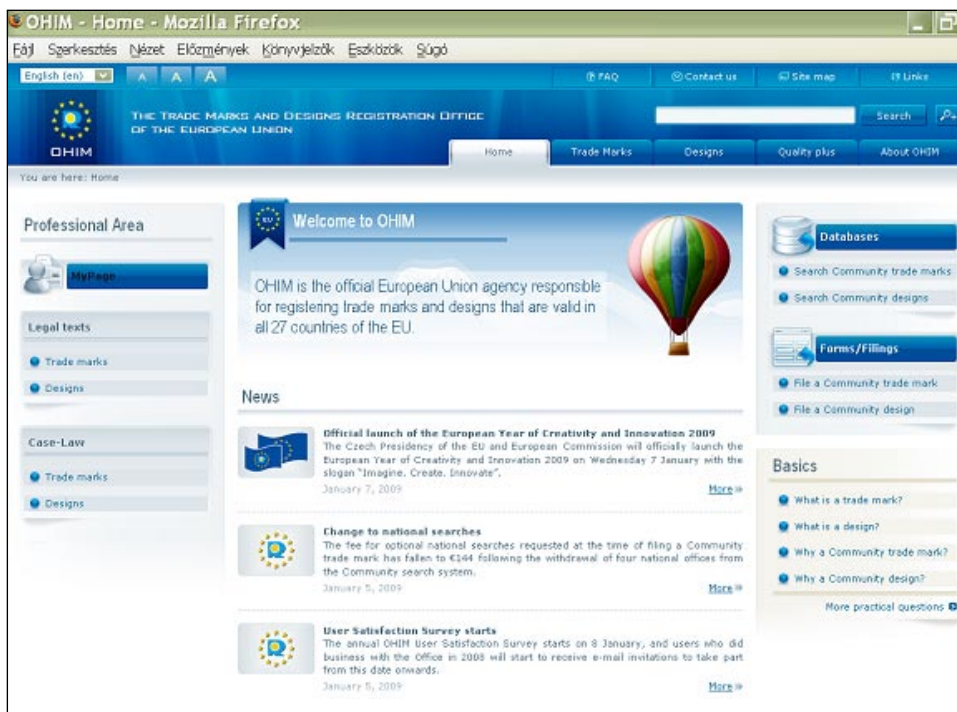 OHIM - Home - Mozilla Firefox
Fájl Szerkesztés Nézet Előzmények Könyvjelzők Eszközök Súgó
English (en)
A A A
FAQ
Contact us
Site map
Links
THE TRADE MARKS AND DESIGNS REGISTRATION OFFICE
OF THE EUROPEAN UNION
OHIM
Search
Home
Trade Marks
Designs
Quality plus
About OHIM
You are here: Home
Professional Area
MyPage
Legal texts
Trade marks
Designs
Case-Law
Trade marks
Designs
EU
Welcome to OHIM
OHIM is the official European Union agency responsible
for registering trade marks and designs that are valid in
all 27 countries of the EU.
News
Official launch of the European Year of Creativity and Innovation 2009
The Czech Presidency of the EU and European Commission will officially launch the
European Year of Creativity and Innovation 2009 on Wednesday 7 January with the
slogan "Imagine. Create. Innovate".
January 7, 2009
More
Change to national searches
The fee for optional national searches requested at the time of filing a Community
trade mark has fallen to €144 following the withdrawal of four national offices from
the Community search system.
January 5, 2009
More
User Satisfaction Survey starts
The annual OHIM User Satisfaction Survey starts on 8 January, and users who did
business with the Office in 2008 will start to receive e-mail invitations to take part
from this date onwards.
January 5, 2009
More
Databases
Search Community trade marks
Search Community designs
Forms/Filings
File a Community trade mark
File a Community design
Basics
What is a trade mark?
What is a design?
Why a Community trade mark?
Why a Community design?
More practical questions